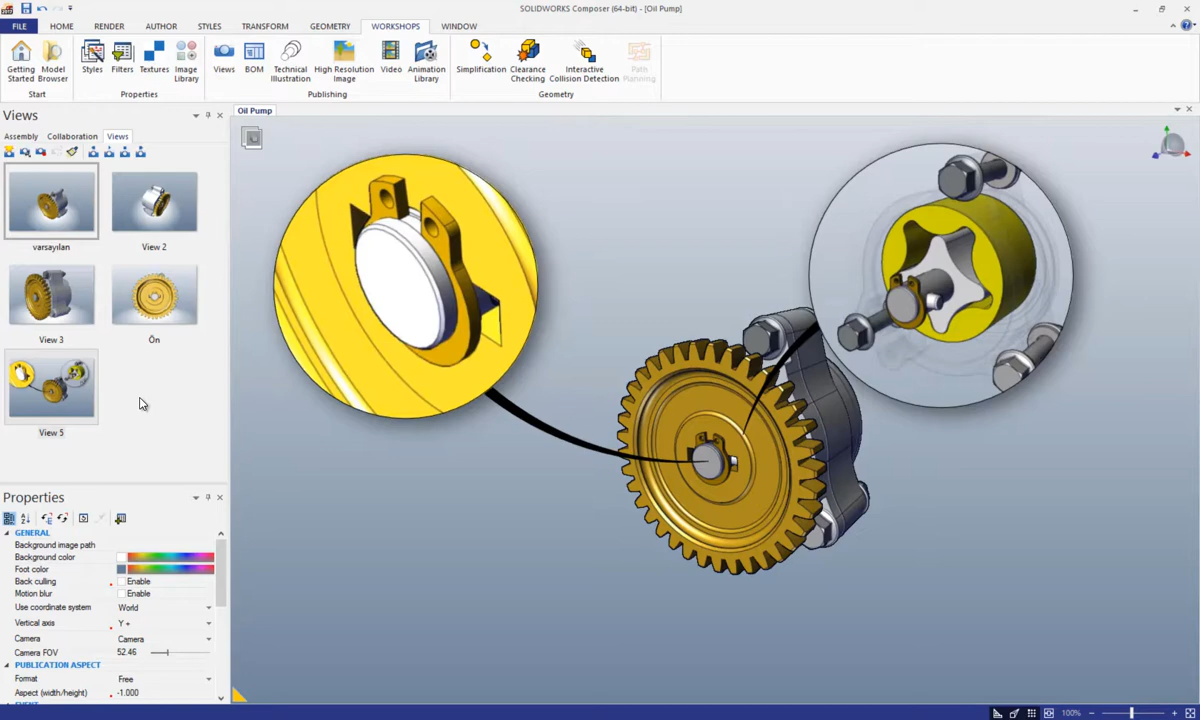 SOLIDWORKS Composer (64-bit) - [Oil Pump]
FILE HOME RENDER AUTHOR STYLES TRANSFORM GEOMETRY WORKSHOPS WINDOW
Getting Started
Model Browser
Styles
Filters
Textures
Image Library
Views
BOM
Technical Illustration
High Resolution Image
Video
Animation Library
Simplification
Clearance Checking
Interactive Collision Detection
Path Planning
Start
Properties
Publishing
Geometry
Views
Assembly Collaboration Views
varsayılan
View 2
View 3
Ön
View 5
Oil Pump
Properties
GENERAL
Background image path
Background color
Foot color
Back culling Enable
Motion blur Enable
Use coordinate system World
Vertical axis Y +
Camera Camera
Camera FOV 52.46
PUBLICATION ASPECT
Format Free
Aspect (width/height) -1.000
100%